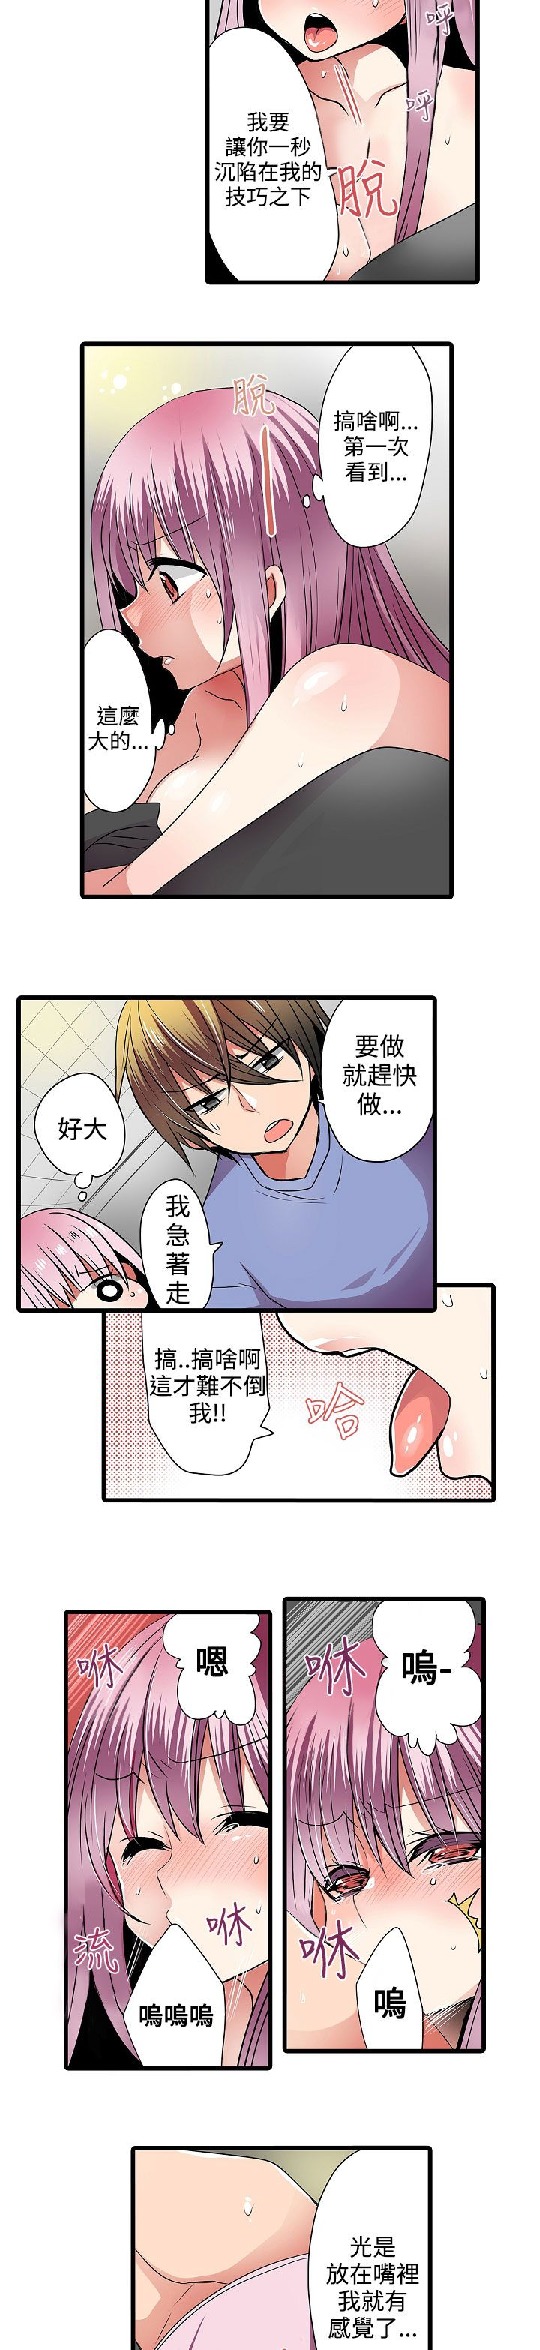 呼
呼
我要
讓你一秒
沉陷在我的
技巧之下
脫
脫
搞啥啊...
第一次
看到...
這麼
大的...
要做
就趕快
做...
好大
我
急
著
走
搞..搞啥啊
這才難不倒
我!!
哈
嗚-
咻
咻
嗚
嗯
咻
咻
流
嗚嗚嗚
光是
放在嘴裡
我就有
感覺了...